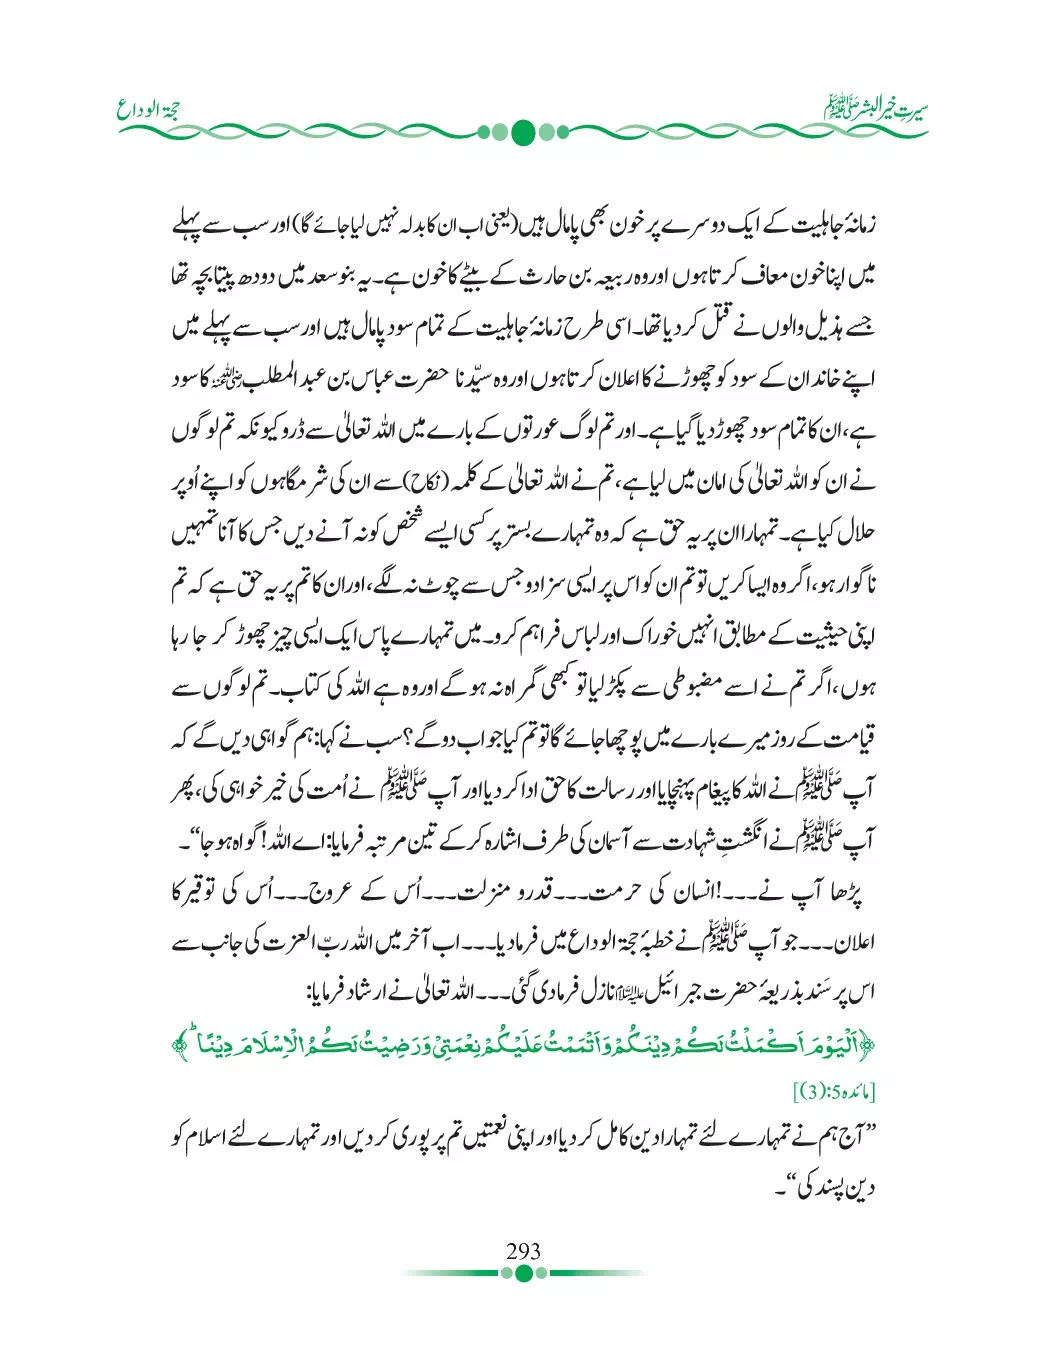 سیرتِ خیر البشر ﷺ
حجۃ الوداع
زمانۂ جاہلیت کے ایک دوسرے پر خون بھی پامال ہیں (یعنی اب ان کا بدلہ نہیں لیا جائے گا) اور سب سے پہلے
میں اپنا خون معاف کرتا ہوں اور وہ ربیعہ بن حارث کے بیٹے کا خون ہے۔ یہ بنو سعد میں دودھ پیتا بچہ تھا
جسے ہذیل والوں نے قتل کر دیا تھا۔ اسی طرح زمانۂ جاہلیت کے تمام سود پامال ہیں اور سب سے پہلے میں
اپنے خاندان کے سود کو چھوڑنے کا اعلان کرتا ہوں اور وہ سیّدنا حضرت عباس بن عبد المطلب رضی اللہ عنہ کا سود
ہے، ان کا تمام سود چھوڑ دیا گیا ہے۔ اور تم لوگ عورتوں کے بارے میں اللہ تعالیٰ سے ڈرو کیونکہ تم لوگوں
نے ان کو اللہ تعالیٰ کی امان میں لیا ہے، تم نے اللہ تعالیٰ کے کلمہ (نکاح) سے ان کی شرمگاہوں کو اپنے اُوپر
حلال کیا ہے۔ تمہارا ان پر یہ حق ہے کہ وہ تمہارے بستر پر کسی ایسے شخص کو نہ آنے دیں جس کا آنا تمہیں
ناگوار ہو، اگر وہ ایسا کریں تو تم ان کو اس پر ایسی سزا دو جس سے چوٹ نہ لگے، اور ان کا تم پر یہ حق ہے کہ تم
اپنی حیثیت کے مطابق انہیں خوراک اور لباس فراہم کرو۔ میں تمہارے پاس ایک ایسی چیز چھوڑ کر جا رہا
ہوں، اگر تم نے اسے مضبوطی سے پکڑ لیا تو کبھی گمراہ نہ ہو گے اور وہ ہے اللہ کی کتاب۔ تم لوگوں سے
قیامت کے روز میرے بارے میں پوچھا جائے گا تو تم کیا جواب دو گے؟ سب نے کہا: ہم گواہی دیں گے کہ
آپ ﷺ نے اللہ کا پیغام پہنچایا اور رسالت کا حق ادا کر دیا اور آپ ﷺ نے اُمت کی خیر خواہی کی، پھر
آپ ﷺ نے انگشتِ شہادت سے آسمان کی طرف اشارہ کر کے تین مرتبہ فرمایا: اے اللہ! گواہ ہو جا“۔
پڑھا آپ نے۔۔۔! انسان کی حرمت۔۔۔ قدرو منزلت۔۔۔ اُس کے عروج۔۔۔ اُس کی توقیر کا
اعلان۔۔۔ جو آپ ﷺ نے خطبۂ حجۃ الوداع میں فرما دیا۔۔۔ اب آخر میں اللہ ربّ العزت کی جانب سے
اس پر سَند بذریعۂ حضرت جبرائیل علیہ السلام نازل فرما دی گئی۔۔۔ اللہ تعالیٰ نے ارشاد فرمایا:
﴿اَلْیَوْمَ اَکْمَلْتُ لَکُمْ دِیْنَکُمْ وَ اَتْمَمْتُ عَلَیْکُمْ نِعْمَتِیْ وَ رَضِیْتُ لَکُمُ الْاِسْلَامَ دِیْنًا ؕ﴾
[مائدہ 5:(3)]
”آج ہم نے تمہارے لئے تمہارا دین کامل کر دیا اور اپنی نعمتیں تم پر پوری کر دیں اور تمہارے لئے اسلام کو
دین پسند کی“۔
293